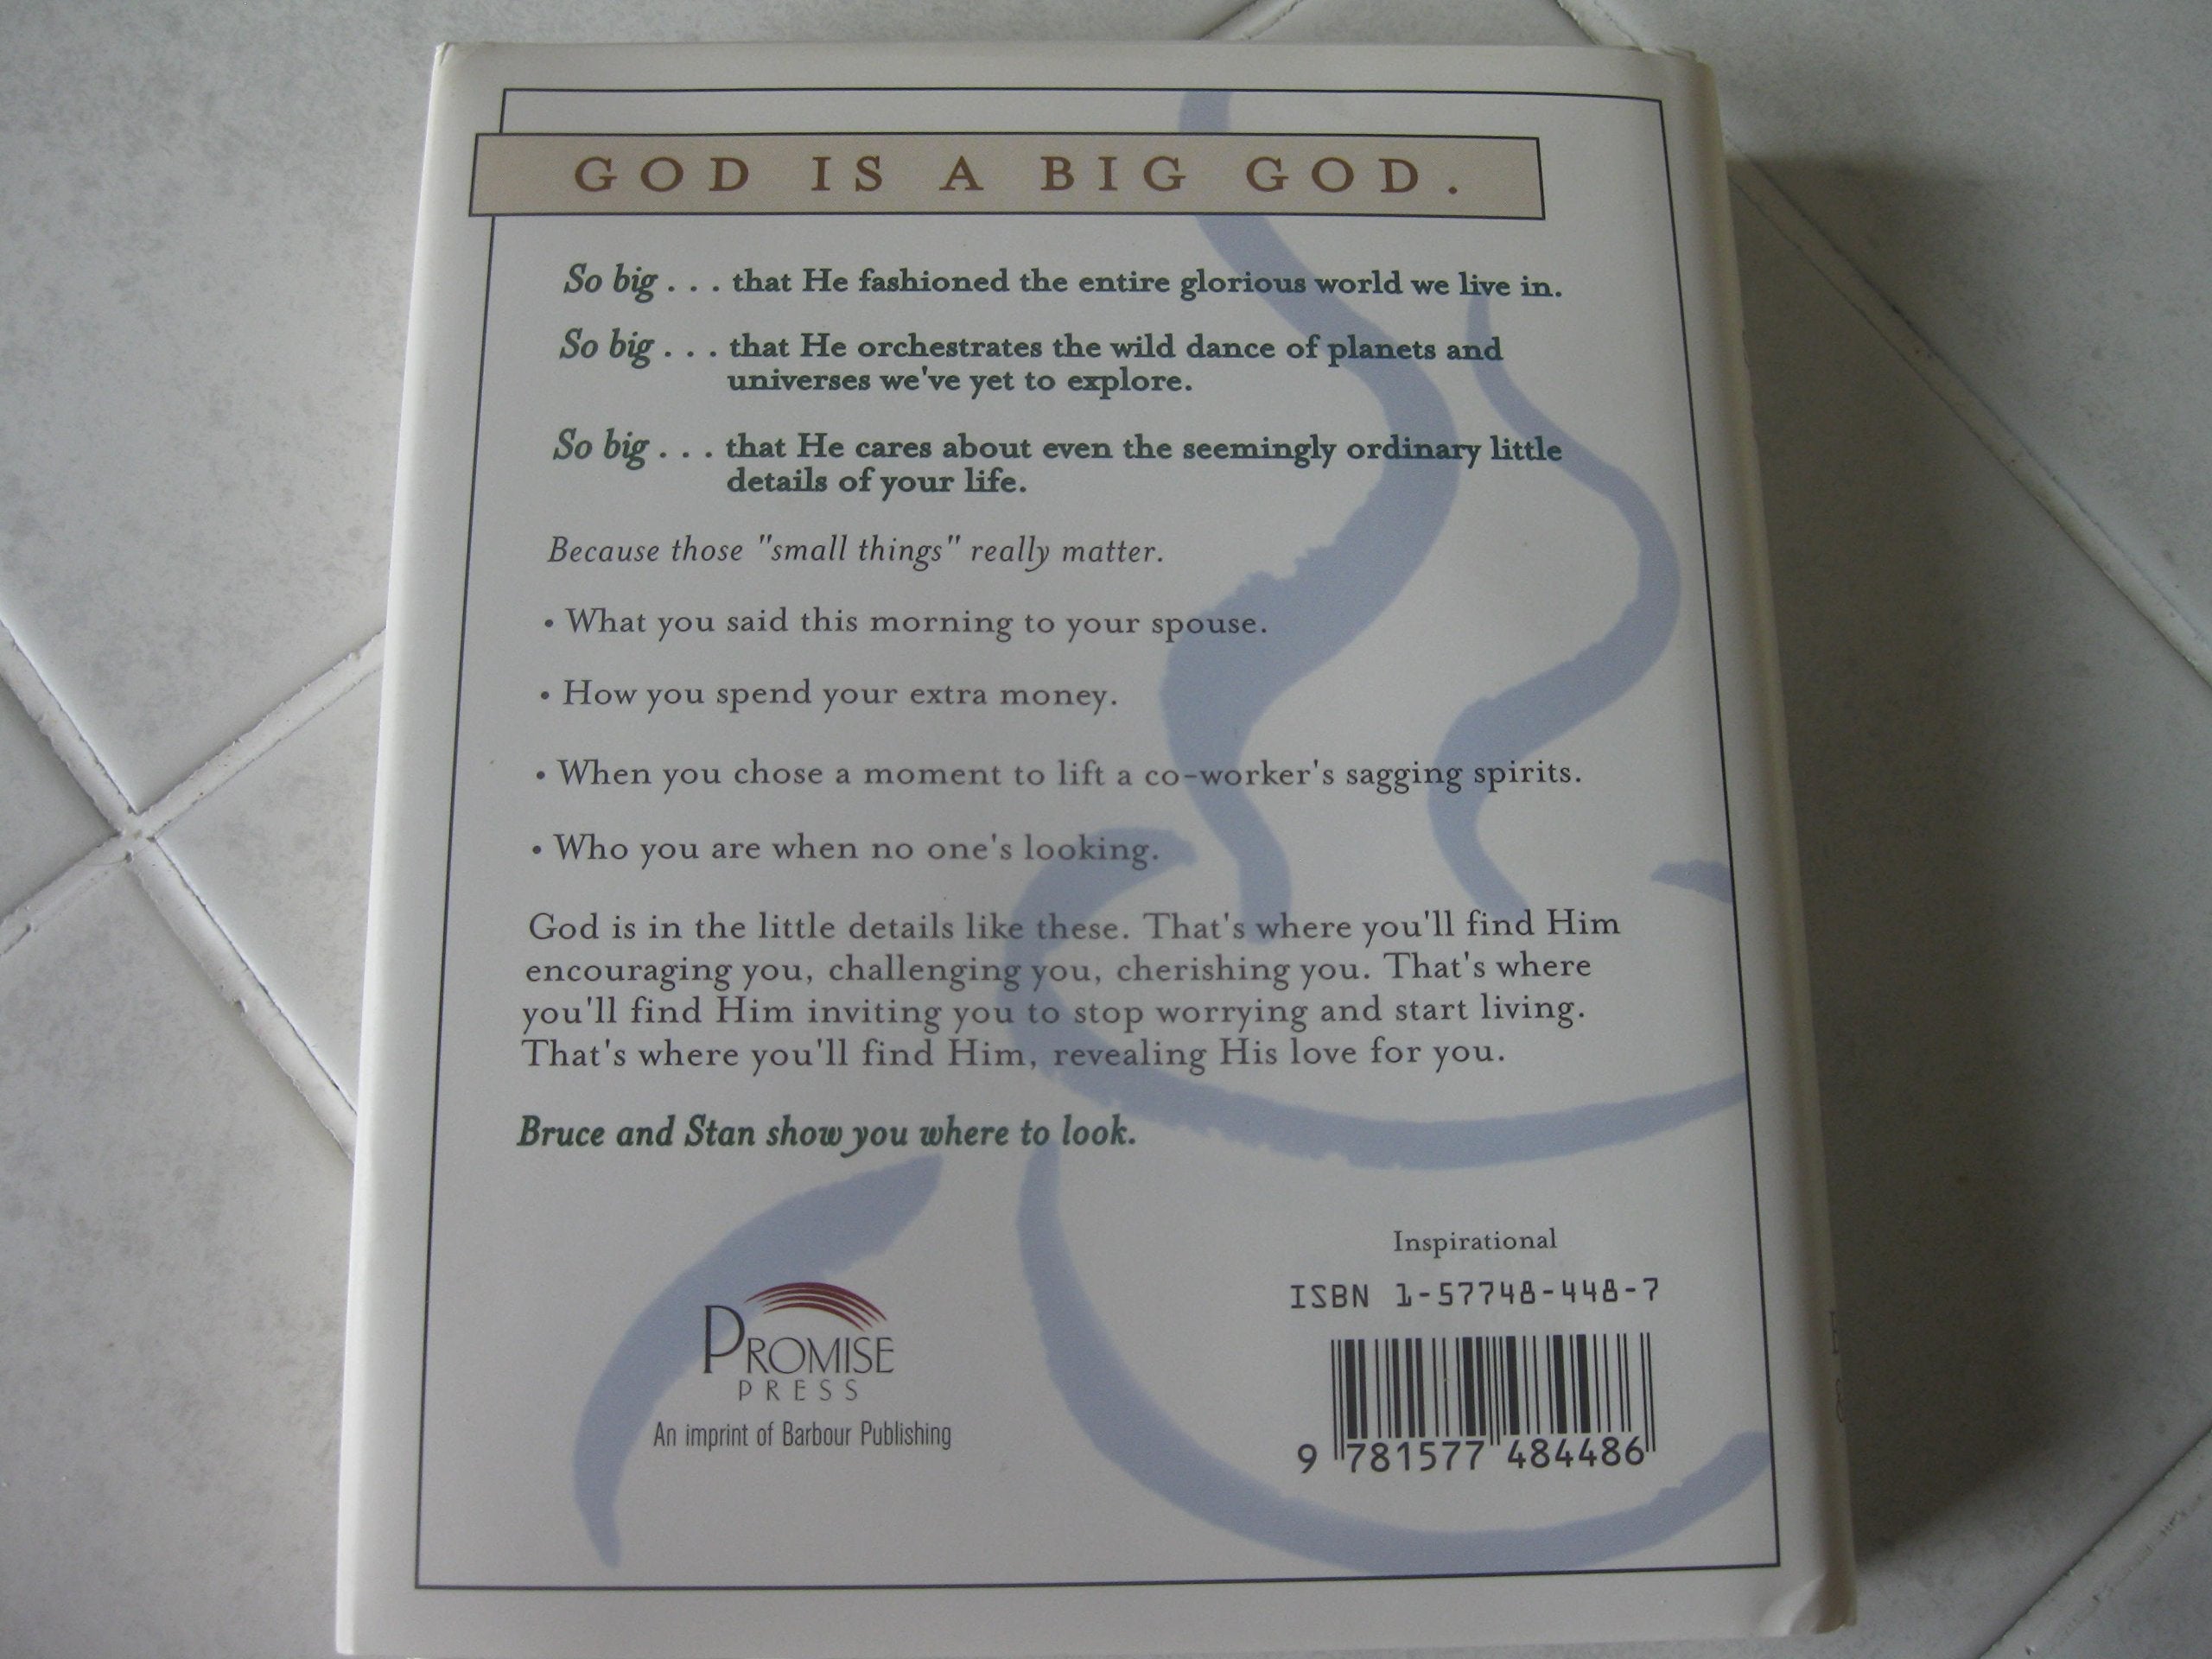 GOD IS A BIG GOD.
So big . . . that He fashioned the entire glorious world we live in.
So big . . . that He orchestrates the wild dance of planets and
universes we've yet to explore.
So big . . . that He cares about even the seemingly ordinary little
details of your life.
Because those "small things" really matter.
• What you said this morning to your spouse.
• How you spend your extra money.
• When you chose a moment to lift a co-worker's sagging spirits.
• Who you are when no one's looking.
God is in the little details like these. That's where you'll find Him
encouraging you, challenging you, cherishing you. That's where
you'll find Him inviting you to stop worrying and start living.
That's where you'll find Him, revealing His love for you.
Bruce and Stan show you where to look.
PROMISE
PRESS
An imprint of Barbour Publishing
Inspirational
ISBN 1-57748-448-7
9 781577 484486